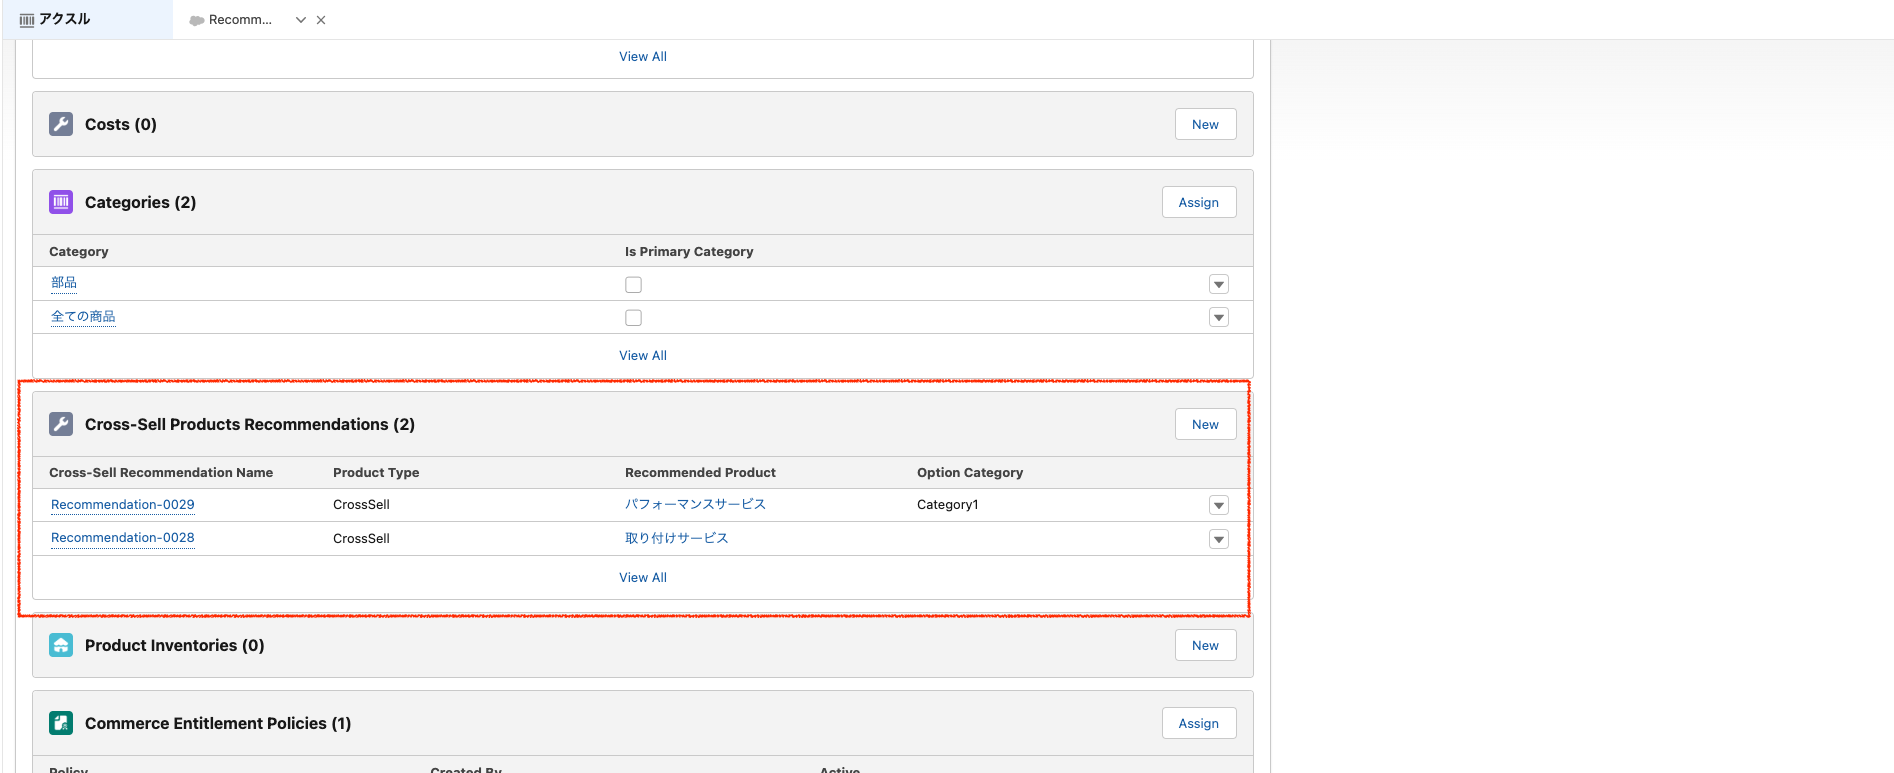 アクスル
Recomm...
View All
Costs (0)
New
Categories (2)
Assign
Category Is Primary Category
部品
全ての商品
View All
Cross-Sell Products Recommendations (2)
New
Cross-Sell Recommendation Name Product Type Recommended Product Option Category
Recommendation-0029 CrossSell パフォーマンスサービス Category1
Recommendation-0028 CrossSell 取り付けサービス
View All
Product Inventories (0)
New
Commerce Entitlement Policies (1)
Assign
Policy Created By Active